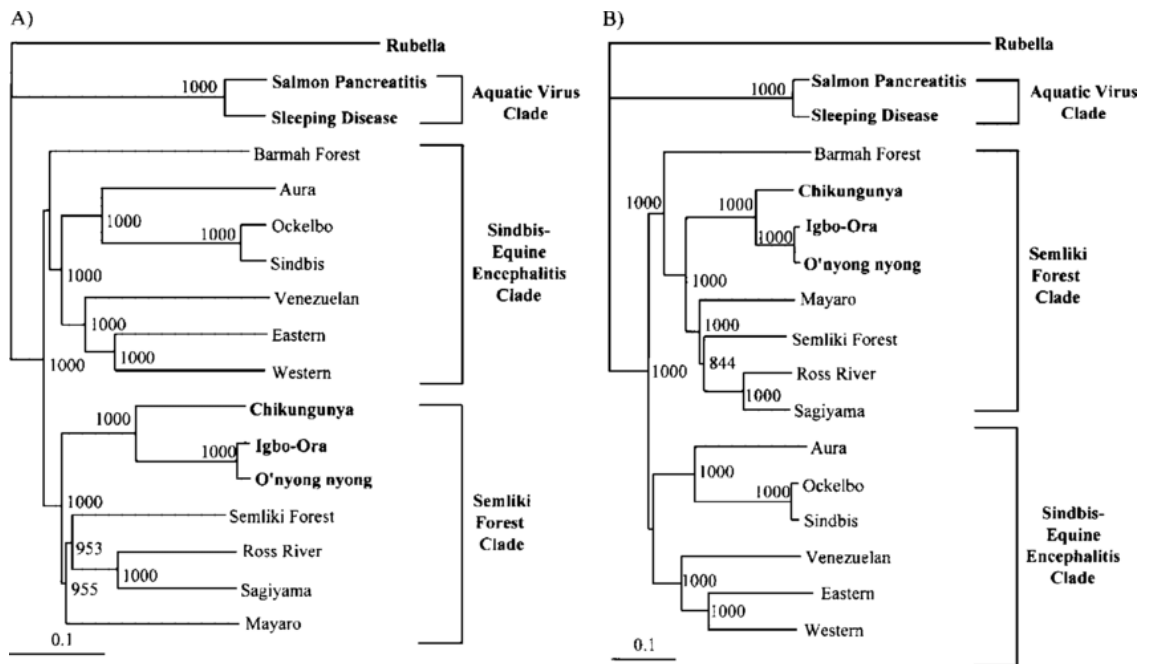 A)
Rubella
1000
Salmon Pancreatitis
Sleeping Disease
Aquatic Virus
Clade
Barmah Forest
Aura
1000
Ockelbo
1000
Sindbis
1000
Venezuelan
1000
Eastern
1000
Western
1000
Sindbis-
Equine
Encephalitis
Clade
Chikungunya
1000
Igbo-Ora
1000
O'nyong nyong
1000
Semliki Forest
953
Ross River
1000
955
Sagiyama
Mayaro
Semliki
Forest
Clade
0.1
B)
Rubella
Salmon Pancreatitis
1000
Sleeping Disease
Aquatic Virus
Clade
Barmah Forest
1000
Chikungunya
1000
Igbo-Ora
1000
O'nyong nyong
1000
Mayaro
1000
Semliki Forest
844
Ross River
1000
Sagiyama
1000
Semliki
Forest
Clade
Aura
1000
Ockelbo
1000
Sindbis
Venezuelan
1000
Eastern
1000
Western
Sindbis-
Equine
Encephalitis
Clade
0.1